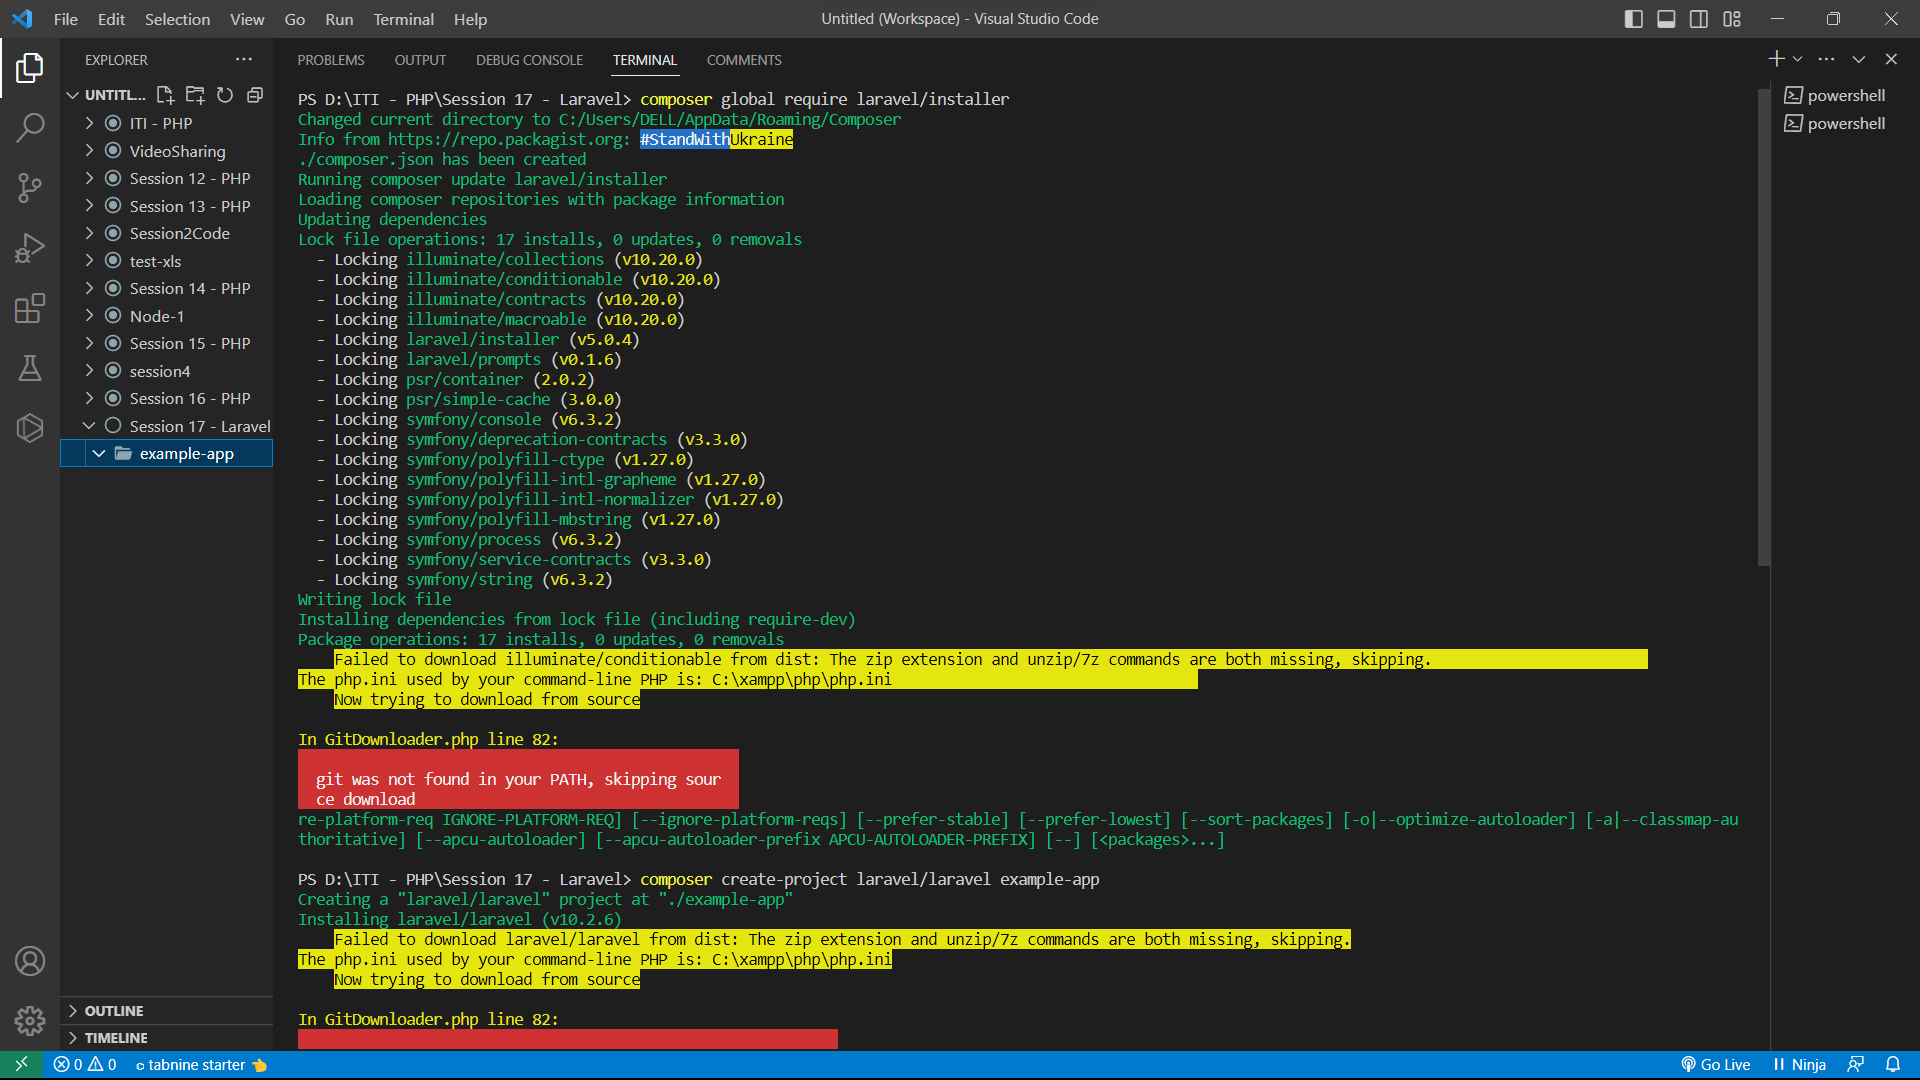 File Edit Selection View Go Run Terminal Help
Untitled (Workspace) - Visual Studio Code
EXPLORER
UNTITL...
ITI - PHP
VideoSharing
Session 12 - PHP
Session 13 - PHP
Session2Code
test-xls
Session 14 - PHP
Node-1
Session 15 - PHP
session4
Session 16 - PHP
Session 17 - Laravel
example-app
OUTLINE
TIMELINE
PROBLEMS OUTPUT DEBUG CONSOLE TERMINAL COMMENTS
PS D:\ITI - PHP\Session 17 - Laravel> composer global require laravel/installer
Changed current directory to C:/Users/DELL/AppData/Roaming/Composer
Info from https://repo.packagist.org: #StandWithUkraine
./composer.json has been created
Running composer update laravel/installer
Loading composer repositories with package information
Updating dependencies
Lock file operations: 17 installs, 0 updates, 0 removals
- Locking illuminate/collections (v10.20.0)
- Locking illuminate/conditionable (v10.20.0)
- Locking illuminate/contracts (v10.20.0)
- Locking illuminate/macroable (v10.20.0)
- Locking laravel/installer (v5.0.4)
- Locking laravel/prompts (v0.1.6)
- Locking psr/container (2.0.2)
- Locking psr/simple-cache (3.0.0)
- Locking symfony/console (v6.3.2)
- Locking symfony/deprecation-contracts (v3.3.0)
- Locking symfony/polyfill-ctype (v1.27.0)
- Locking symfony/polyfill-intl-grapheme (v1.27.0)
- Locking symfony/polyfill-intl-normalizer (v1.27.0)
- Locking symfony/polyfill-mbstring (v1.27.0)
- Locking symfony/process (v6.3.2)
- Locking symfony/service-contracts (v3.3.0)
- Locking symfony/string (v6.3.2)
Writing lock file
Installing dependencies from lock file (including require-dev)
Package operations: 17 installs, 0 updates, 0 removals
Failed to download illuminate/conditionable from dist: The zip extension and unzip/7z commands are both missing, skipping.
The php.ini used by your command-line PHP is: C:\xampp\php\php.ini
Now trying to download from source
In GitDownloader.php line 82:
git was not found in your PATH, skipping sour
ce download
re-platform-req IGNORE-PLATFORM-REQ] [--ignore-platform-reqs] [--prefer-stable] [--prefer-lowest] [--sort-packages] [-o|--optimize-autoloader] [-a|--classmap-au
thoritative] [--apcu-autoloader] [--apcu-autoloader-prefix APCU-AUTOLOADER-PREFIX] [--] [<packages>...]
PS D:\ITI - PHP\Session 17 - Laravel> composer create-project laravel/laravel example-app
Creating a "laravel/laravel" project at "./example-app"
Installing laravel/laravel (v10.2.6)
Failed to download laravel/laravel from dist: The zip extension and unzip/7z commands are both missing, skipping.
The php.ini used by your command-line PHP is: C:\xampp\php\php.ini
Now trying to download from source
In GitDownloader.php line 82:
powershell
powershell
0 0 tabnine starter
Go Live Ninja